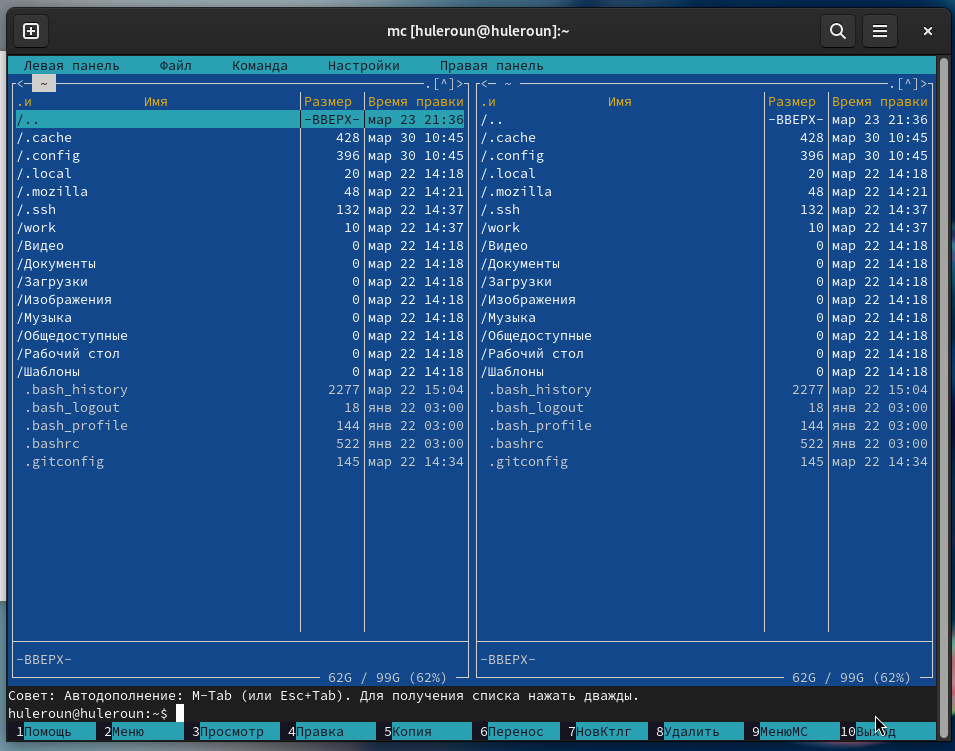 mc [huleroun@huleroun]:~
Левая панель Файл Команда Настройки Правая панель
<─ ~ .[^]> <─ ~ .[^]>
.и Имя Размер Время правки .и Имя Размер Время правки
/.. -ВВЕРХ- мар 23 21:36 /.. -ВВЕРХ- мар 23 21:36
/.cache 428 мар 30 10:45 /.cache 428 мар 30 10:45
/.config 396 мар 30 10:45 /.config 396 мар 30 10:45
/.local 20 мар 22 14:18 /.local 20 мар 22 14:18
/.mozilla 48 мар 22 14:21 /.mozilla 48 мар 22 14:21
/.ssh 132 мар 22 14:37 /.ssh 132 мар 22 14:37
/work 10 мар 22 14:37 /work 10 мар 22 14:37
/Видео 0 мар 22 14:18 /Видео 0 мар 22 14:18
/Документы 0 мар 22 14:18 /Документы 0 мар 22 14:18
/Загрузки 0 мар 22 14:18 /Загрузки 0 мар 22 14:18
/Изображения 0 мар 22 14:18 /Изображения 0 мар 22 14:18
/Музыка 0 мар 22 14:18 /Музыка 0 мар 22 14:18
/Общедоступные 0 мар 22 14:18 /Общедоступные 0 мар 22 14:18
/Рабочий стол 0 мар 22 14:18 /Рабочий стол 0 мар 22 14:18
/Шаблоны 0 мар 22 14:18 /Шаблоны 0 мар 22 14:18
.bash_history 2277 мар 22 15:04 .bash_history 2277 мар 22 15:04
.bash_logout 18 янв 22 03:00 .bash_logout 18 янв 22 03:00
.bash_profile 144 янв 22 03:00 .bash_profile 144 янв 22 03:00
.bashrc 522 янв 22 03:00 .bashrc 522 янв 22 03:00
.gitconfig 145 мар 22 14:34 .gitconfig 145 мар 22 14:34
-ВВЕРХ- -ВВЕРХ-
62G / 99G (62%) 62G / 99G (62%)
Совет: Автодополнение: M-Tab (или Esc+Tab). Для получения списка нажать дважды.
huleroun@huleroun:~$
1Помощь 2Меню 3Просмотр 4Правка 5Копия 6Перенос 7НовКтлг 8Удалить 9МенюMC 10Выход